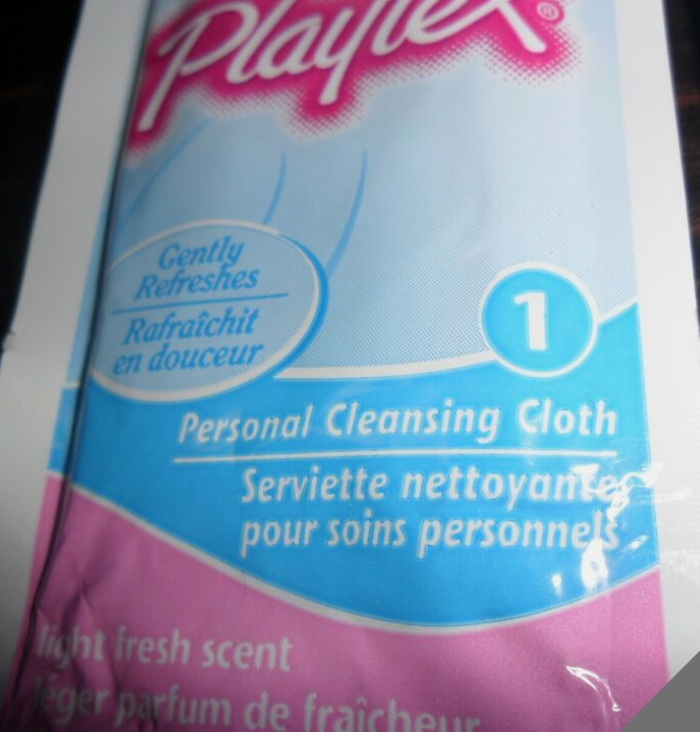 Playtex®
Gently
Refreshes
Rafraîchit
en douceur
1
Personal Cleansing Cloth
Serviette nettoyante
pour soins personnels
light fresh scent
léger parfum de fraîcheur